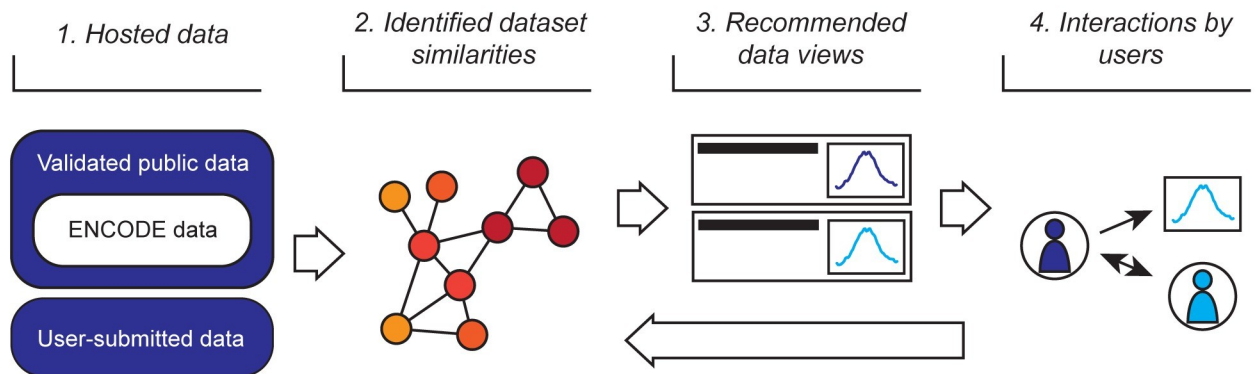 1. Hosted data
2. Identified dataset
similarities
3. Recommended
data views
4. Interactions by
users
Validated public data
ENCODE data
User-submitted data